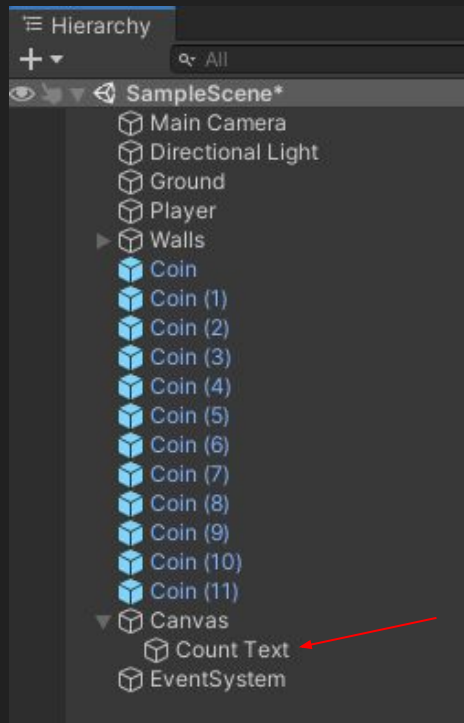 Hierarchy
All
SampleScene*
Main Camera
Directional Light
Ground
Player
Walls
Coin
Coin (1)
Coin (2)
Coin (3)
Coin (4)
Coin (5)
Coin (6)
Coin (7)
Coin (8)
Coin (9)
Coin (10)
Coin (11)
Canvas
Count Text
EventSystem